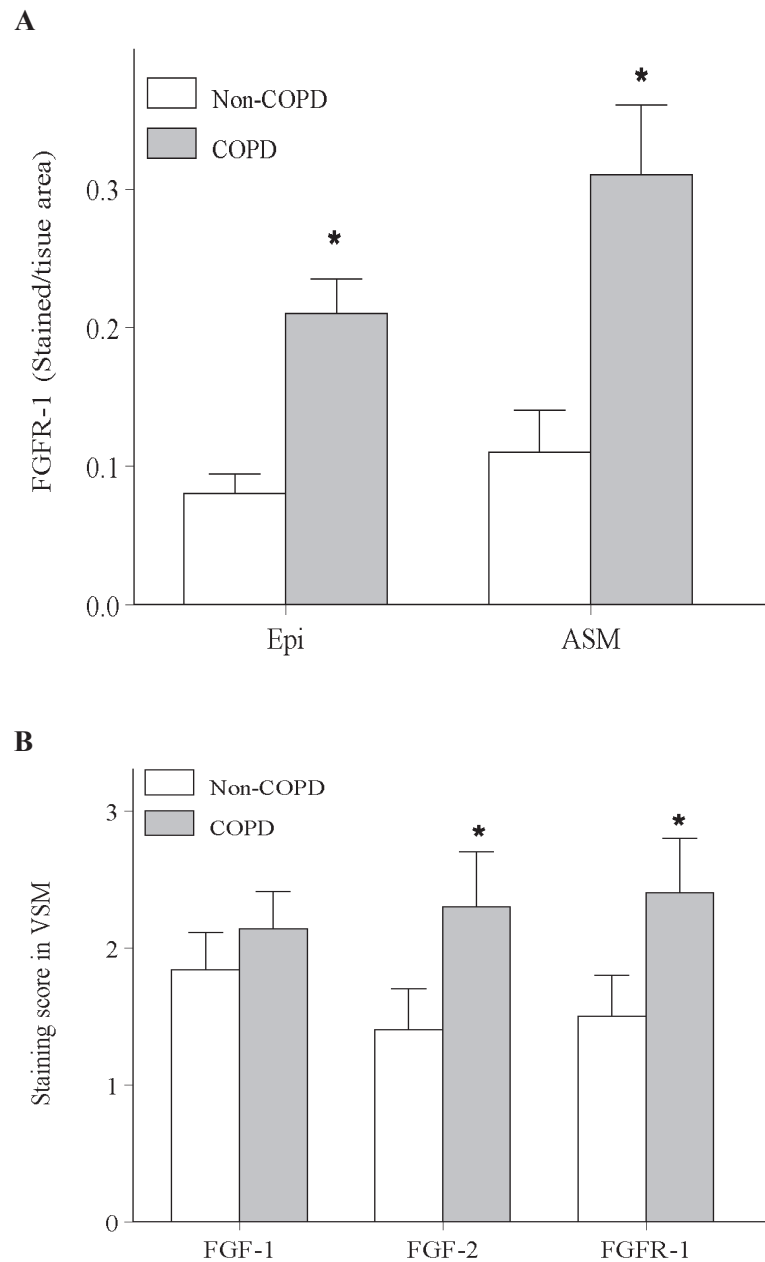 A
*
Non-COPD
COPD
*
FGFR-1 (Stained/tissue area)
0.3
0.2
0.1
0.0
Epi
ASM
B
Non-COPD
COPD
*
*
Staining score in VSM
3
2
1
0
FGF-1
FGF-2
FGFR-1